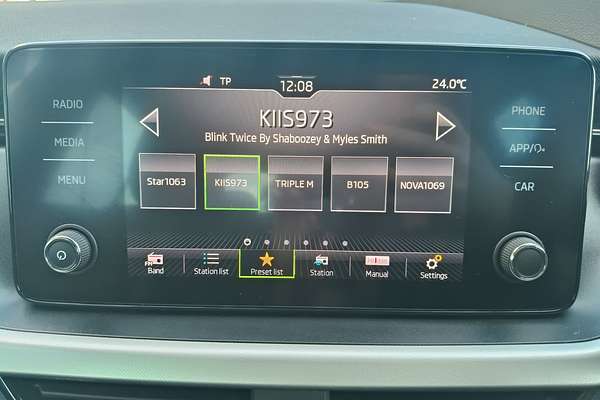 TP
12:08
24.0°C
RADIO
MEDIA
MENU
KIIS973
Blink Twice By Shaboozey & Myles Smith
Star1063
KIIS973
TRIPLE M
B105
NOVA1069
FM
Band
Station list
Preset list
Station
Manual
Settings
PHONE
APP/
CAR